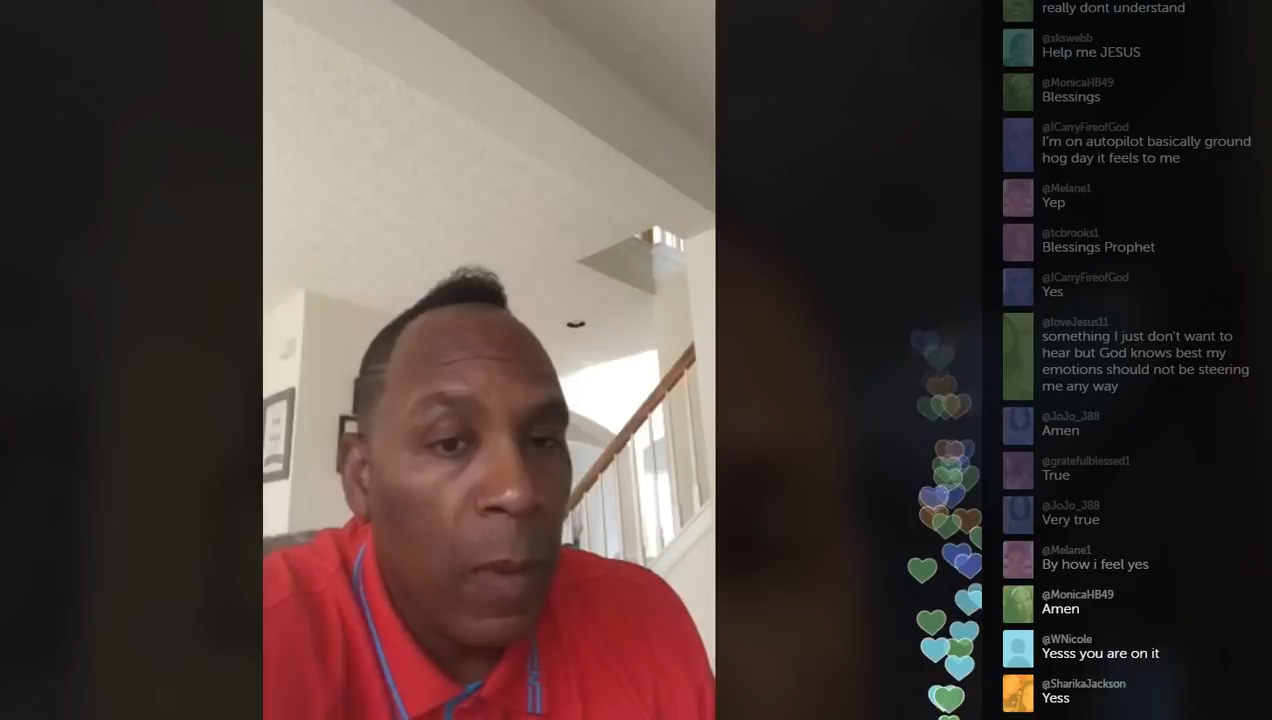 really dont understand
@skswebb
Help me JESUS
@MonicaHB49
Blessings
@ICarryFireofGod
I'm on autopilot basically ground
hog day it feels to me
@Melane1
Yep
@tcbrooks1
Blessings Prophet
@ICarryFireofGod
Yes
@loveJesus11
something I just don't want to
hear but God knows best my
emotions should not be steering
me any way
@JoJo_J88
Amen
@gratefulblessed1
True
@JoJo_J88
Very true
@Melane1
By how i feel yes
@MonicaHB49
Amen
@WNicole
Yesss you are on it
@SharikaJackson
Yess